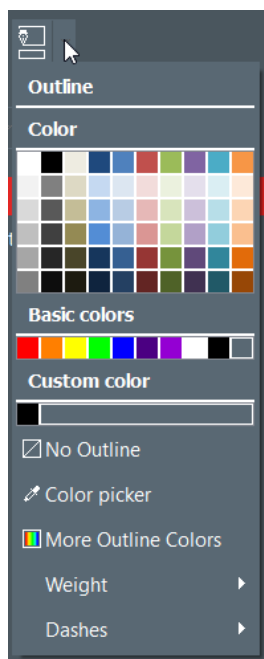 Outline
Color
Basic colors
Custom color
No Outline
Color picker
More Outline Colors
Weight
Dashes